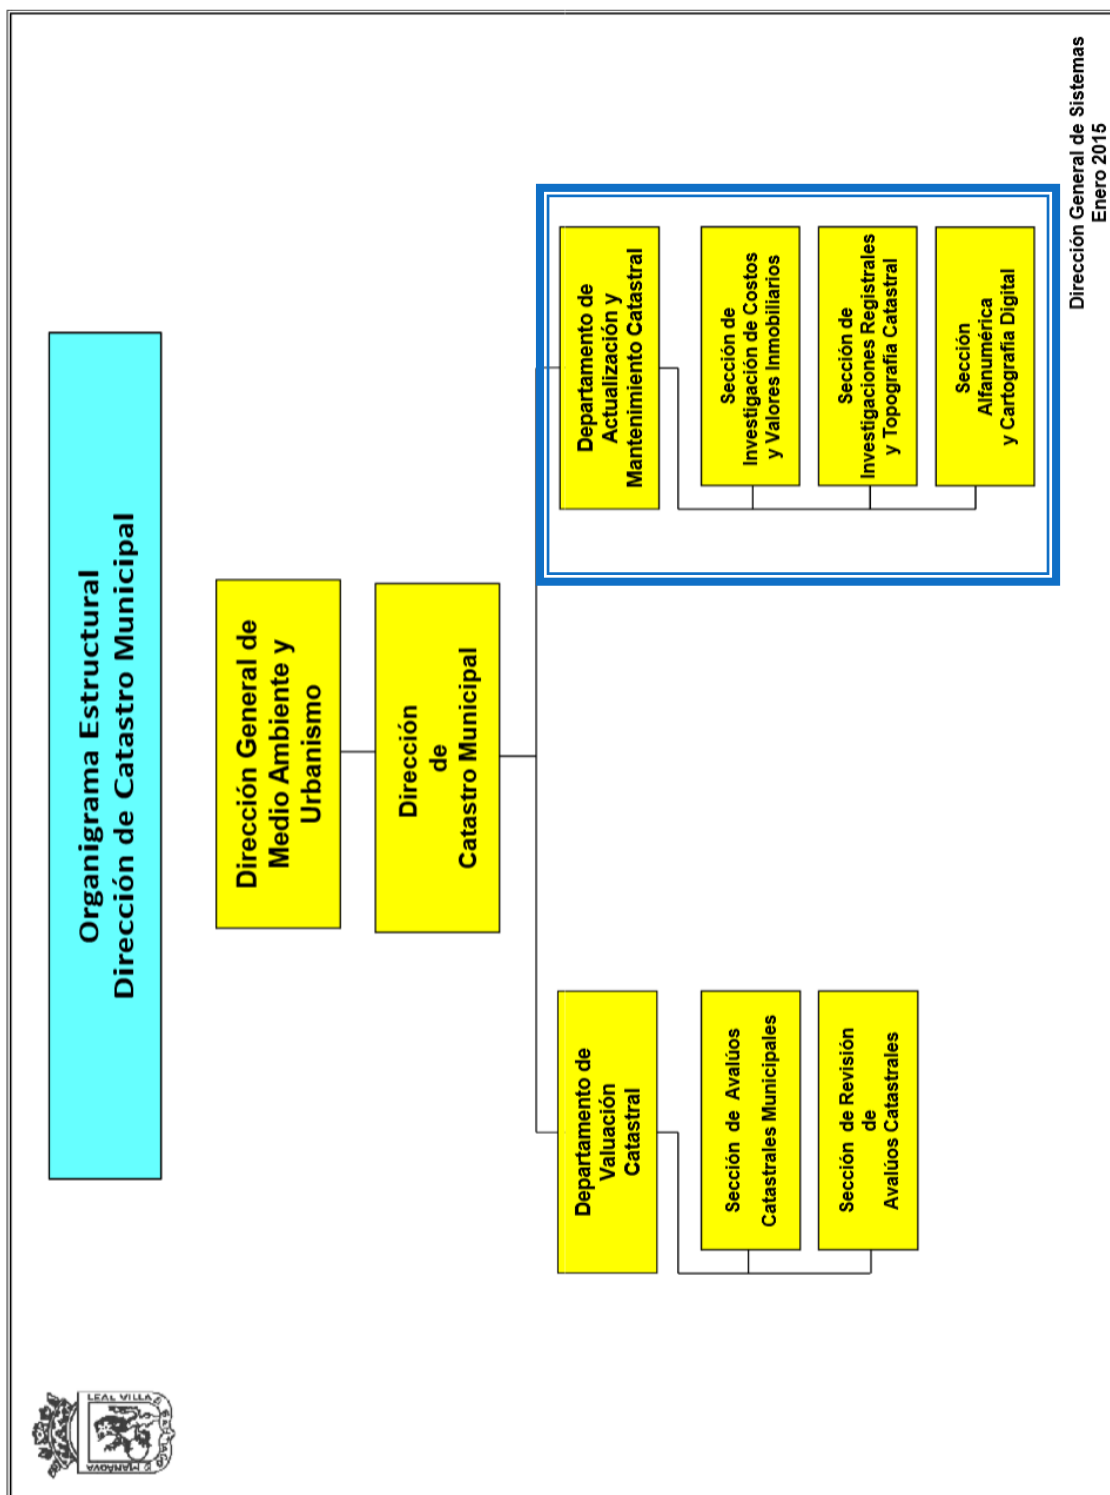 LEAL VILLA
SANTIAGO
MANAGVA
Organigrama Estructural
Dirección de Catastro Municipal
Dirección General de
Medio Ambiente y
Urbanismo
Dirección
de
Catastro Municipal
Departamento de
Valuación
Catastral
Sección de Avalúos
Catastrales Municipales
Sección de Revisión
de
Avalúos Catastrales
Departamento de
Actualización y
Mantenimiento Catastral
Sección de
Investigación de Costos
y Valores Inmobiliarios
Sección de
Investigaciones Registrales
y Topografía Catastral
Sección
Alfanumérica
y Cartografía Digital
Dirección General de Sistemas
Enero 2015